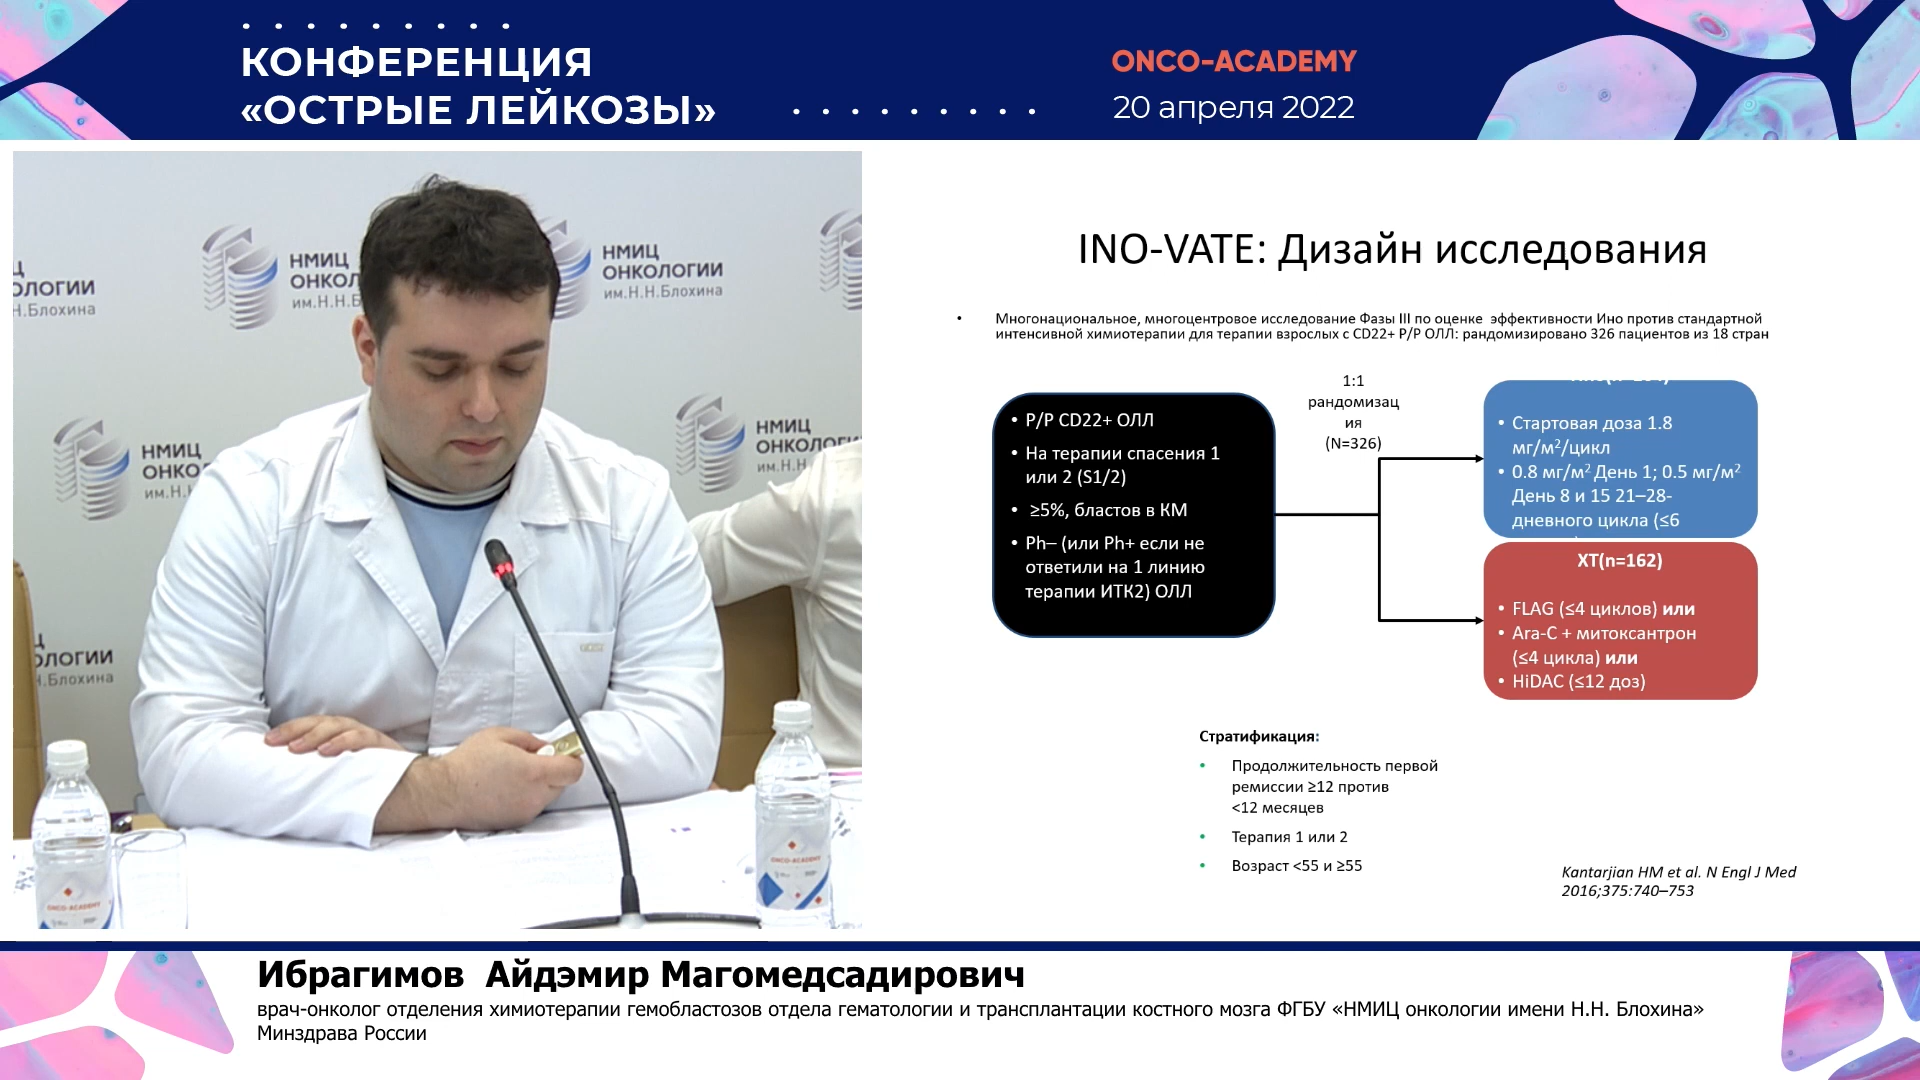 КОНФЕРЕНЦИЯ
«ОСТРЫЕ ЛЕЙКОЗЫ»
ONCO-ACADEMY
20 апреля 2022
НМИЦ
ОНКОЛОГИИ
им.Н.Н.Блохина
INO-VATE: Дизайн исследования
• Многонациональное, многоцентровое исследование Фазы III по оценке эффективности Ино против стандартной
интенсивной химиотерапии для терапии взрослых с CD22+ Р/Р ОЛЛ: рандомизировано 326 пациентов из 18 стран
• Р/Р CD22+ ОЛЛ
• На терапии спасения 1
или 2 (S1/2)
• ≥5%, бластов в КМ
• Ph– (или Ph+ если не
ответили на 1 линию
терапии ИТК2) ОЛЛ
1:1
рандомизац
ия
(N=326)
• Стартовая доза 1.8
мг/м²/цикл
• 0.8 мг/м² День 1; 0.5 мг/м²
День 8 и 15 21–28-
дневного цикла (≤6
ХТ(n=162)
• FLAG (≤4 циклов) или
• Ara-C + митоксантрон
(≤4 цикла) или
• HiDAC (≤12 доз)
Стратификация:
• Продолжительность первой
ремиссии ≥12 против
<12 месяцев
• Терапия 1 или 2
• Возраст <55 и ≥55
Kantarjian HM et al. N Engl J Med
2016;375:740–753
Ибрагимов Айдэмир Магомедсадирович
врач-онколог отделения химиотерапии гемобластозов отдела гематологии и трансплантации костного мозга ФГБУ «НМИЦ онкологии имени Н.Н. Блохина»
Минздрава России